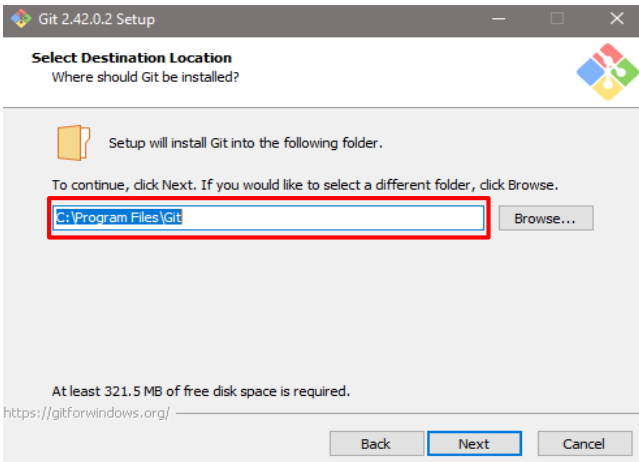 Git 2.42.0.2 Setup
Select Destination Location
Where should Git be installed?
Setup will install Git into the following folder.
To continue, click Next. If you would like to select a different folder, click Browse.
C:\Program Files\Git
Browse...
At least 321.5 MB of free disk space is required.
https://gitforwindows.org/
Back
Next
Cancel